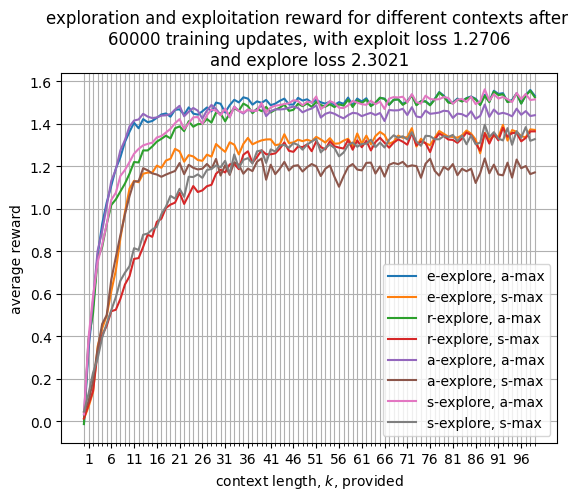 exploration and exploitation reward for different contexts after
60000 training updates, with exploit loss 1.2706
and explore loss 2.3021
1.6
1.4
1.2
1.0
0.8
0.6
0.4
0.2
0.0
average reward
e-explore, a-max
e-explore, s-max
r-explore, a-max
r-explore, s-max
a-explore, a-max
a-explore, s-max
s-explore, a-max
s-explore, s-max
1 6 11 16 21 26 31 36 41 46 51 56 61 66 71 76 81 86 91 96
context length, k, provided